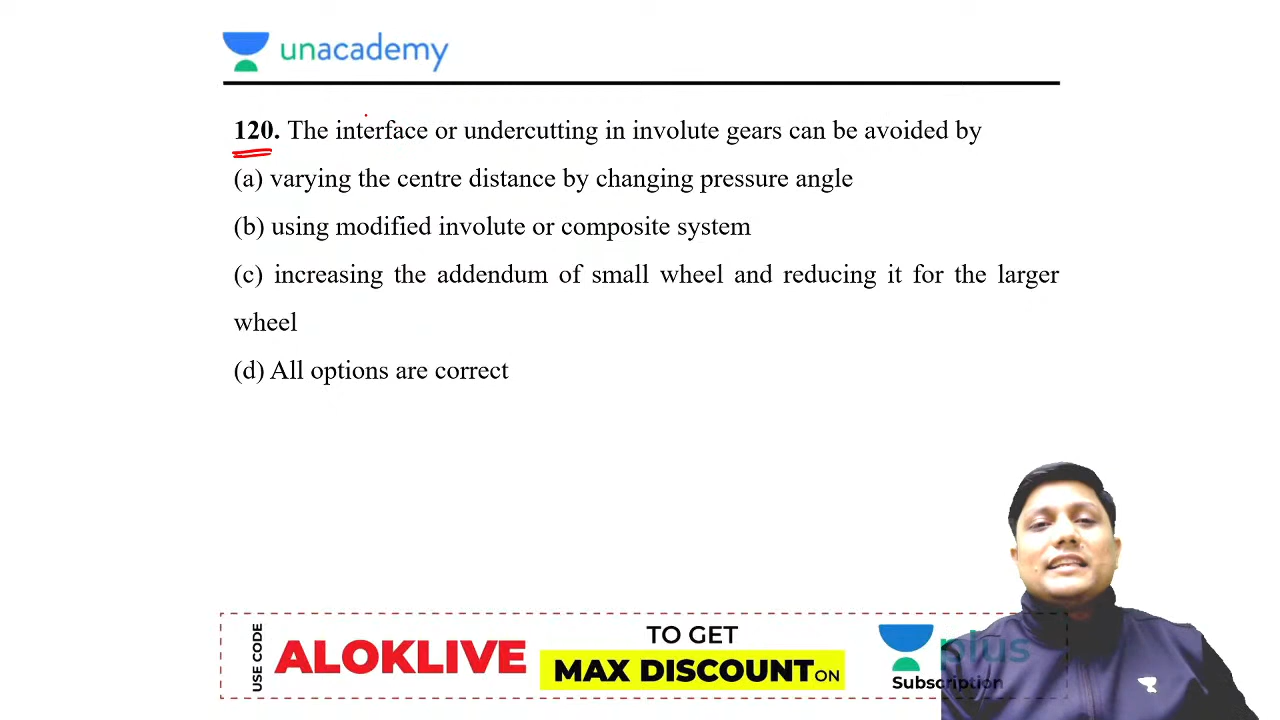 unacademy
120. The interface or undercutting in involute gears can be avoided by
(a) varying the centre distance by changing pressure angle
(b) using modified involute or composite system
(c) increasing the addendum of small wheel and reducing it for the larger
wheel
(d) All options are correct
USE CODE
ALOKLIVE
TO GET
MAX DISCOUNT ON
plus
Subscription